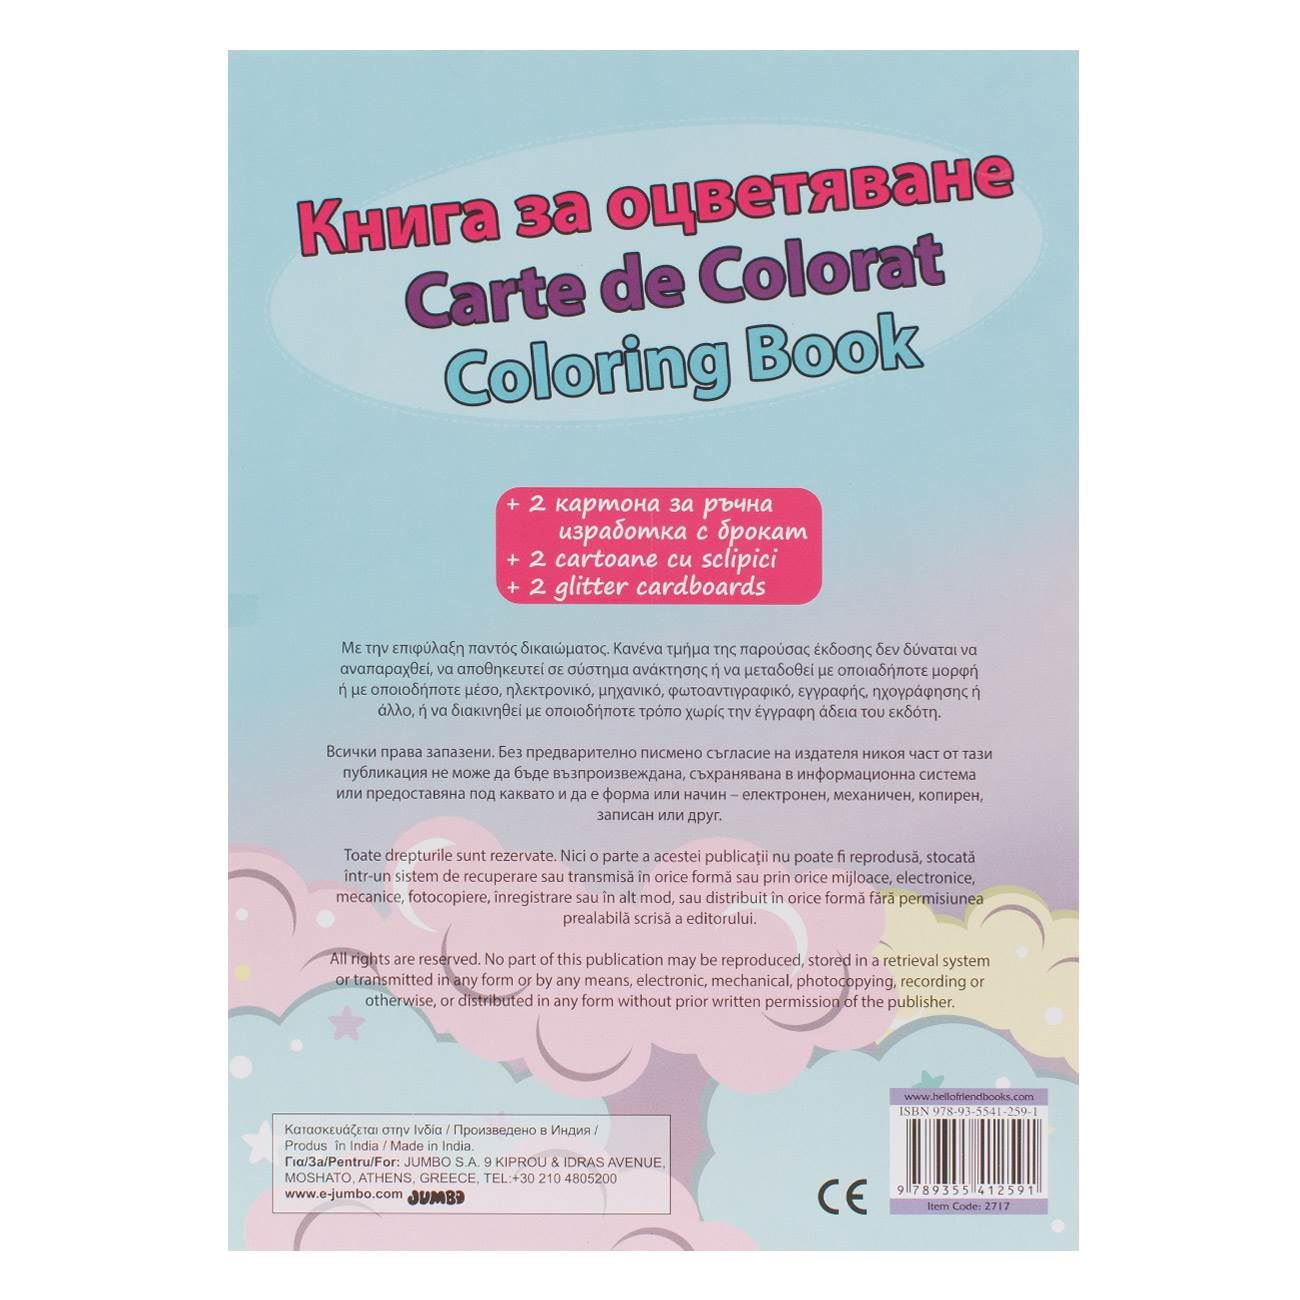 Книга за оцветяване
Carte de Colorat
Coloring Book
+ 2 картона за ръчна
изработка с брокат
+ 2 cartoane cu sclipici
+ 2 glitter cardboards
Με την επιφύλαξη παντός δικαιώματος. Κανένα τμήμα της παρούσας έκδοσης δεν δύναται να
αναπαραχθεί, να αποθηκευτεί σε σύστημα ανάκτησης ή να μεταδοθεί με οποιαδήποτε μορφή
ή με οποιοδήποτε μέσο, ηλεκτρονικό, μηχανικό, φωτοαντιγραφικό, εγγραφής, ηχογράφησης ή
άλλο, ή να διακινηθεί με οποιοδήποτε τρόπο χωρίς την έγγραφη άδεια του εκδότη.
Всички права запазени. Без предварително писмено съгласие на издателя никоя част от тази
публикация не може да бъде възпроизвеждана, съхранявана в информационна система
или предоставяна под каквато и да е форма или начин – електронен, механичен, копирен,
записан или друг.
Toate drepturile sunt rezervate. Nici o parte a acestei publicaţii nu poate fi reprodusă, stocată
într-un sistem de recuperare sau transmisă în orice formă sau prin orice mijloace, electronice,
mecanice, fotocopiere, înregistrare sau în alt mod, sau distribuit în orice formă fără permisiunea
prealabilă scrisă a editorului.
All rights are reserved. No part of this publication may be reproduced, stored in a retrieval system
or transmitted in any form or by any means, electronic, mechanical, photocopying, recording or
otherwise, or distributed in any form without prior written permission of the publisher.
Κατασκευάζεται στην Ινδία / Произведено в Индия /
Produs în India / Made in India.
Για/За/Pentru/For: JUMBO S.A. 9 KIPROU & IDRAS AVENUE,
MOSHATO, ATHENS, GREECE, TEL:+30 210 4805200
www.e-jumbo.com JUMBO
CE
www.hellofriendbooks.com
ISBN 978-93-5541-259-1
9 789355 412591
Item Code: 2717